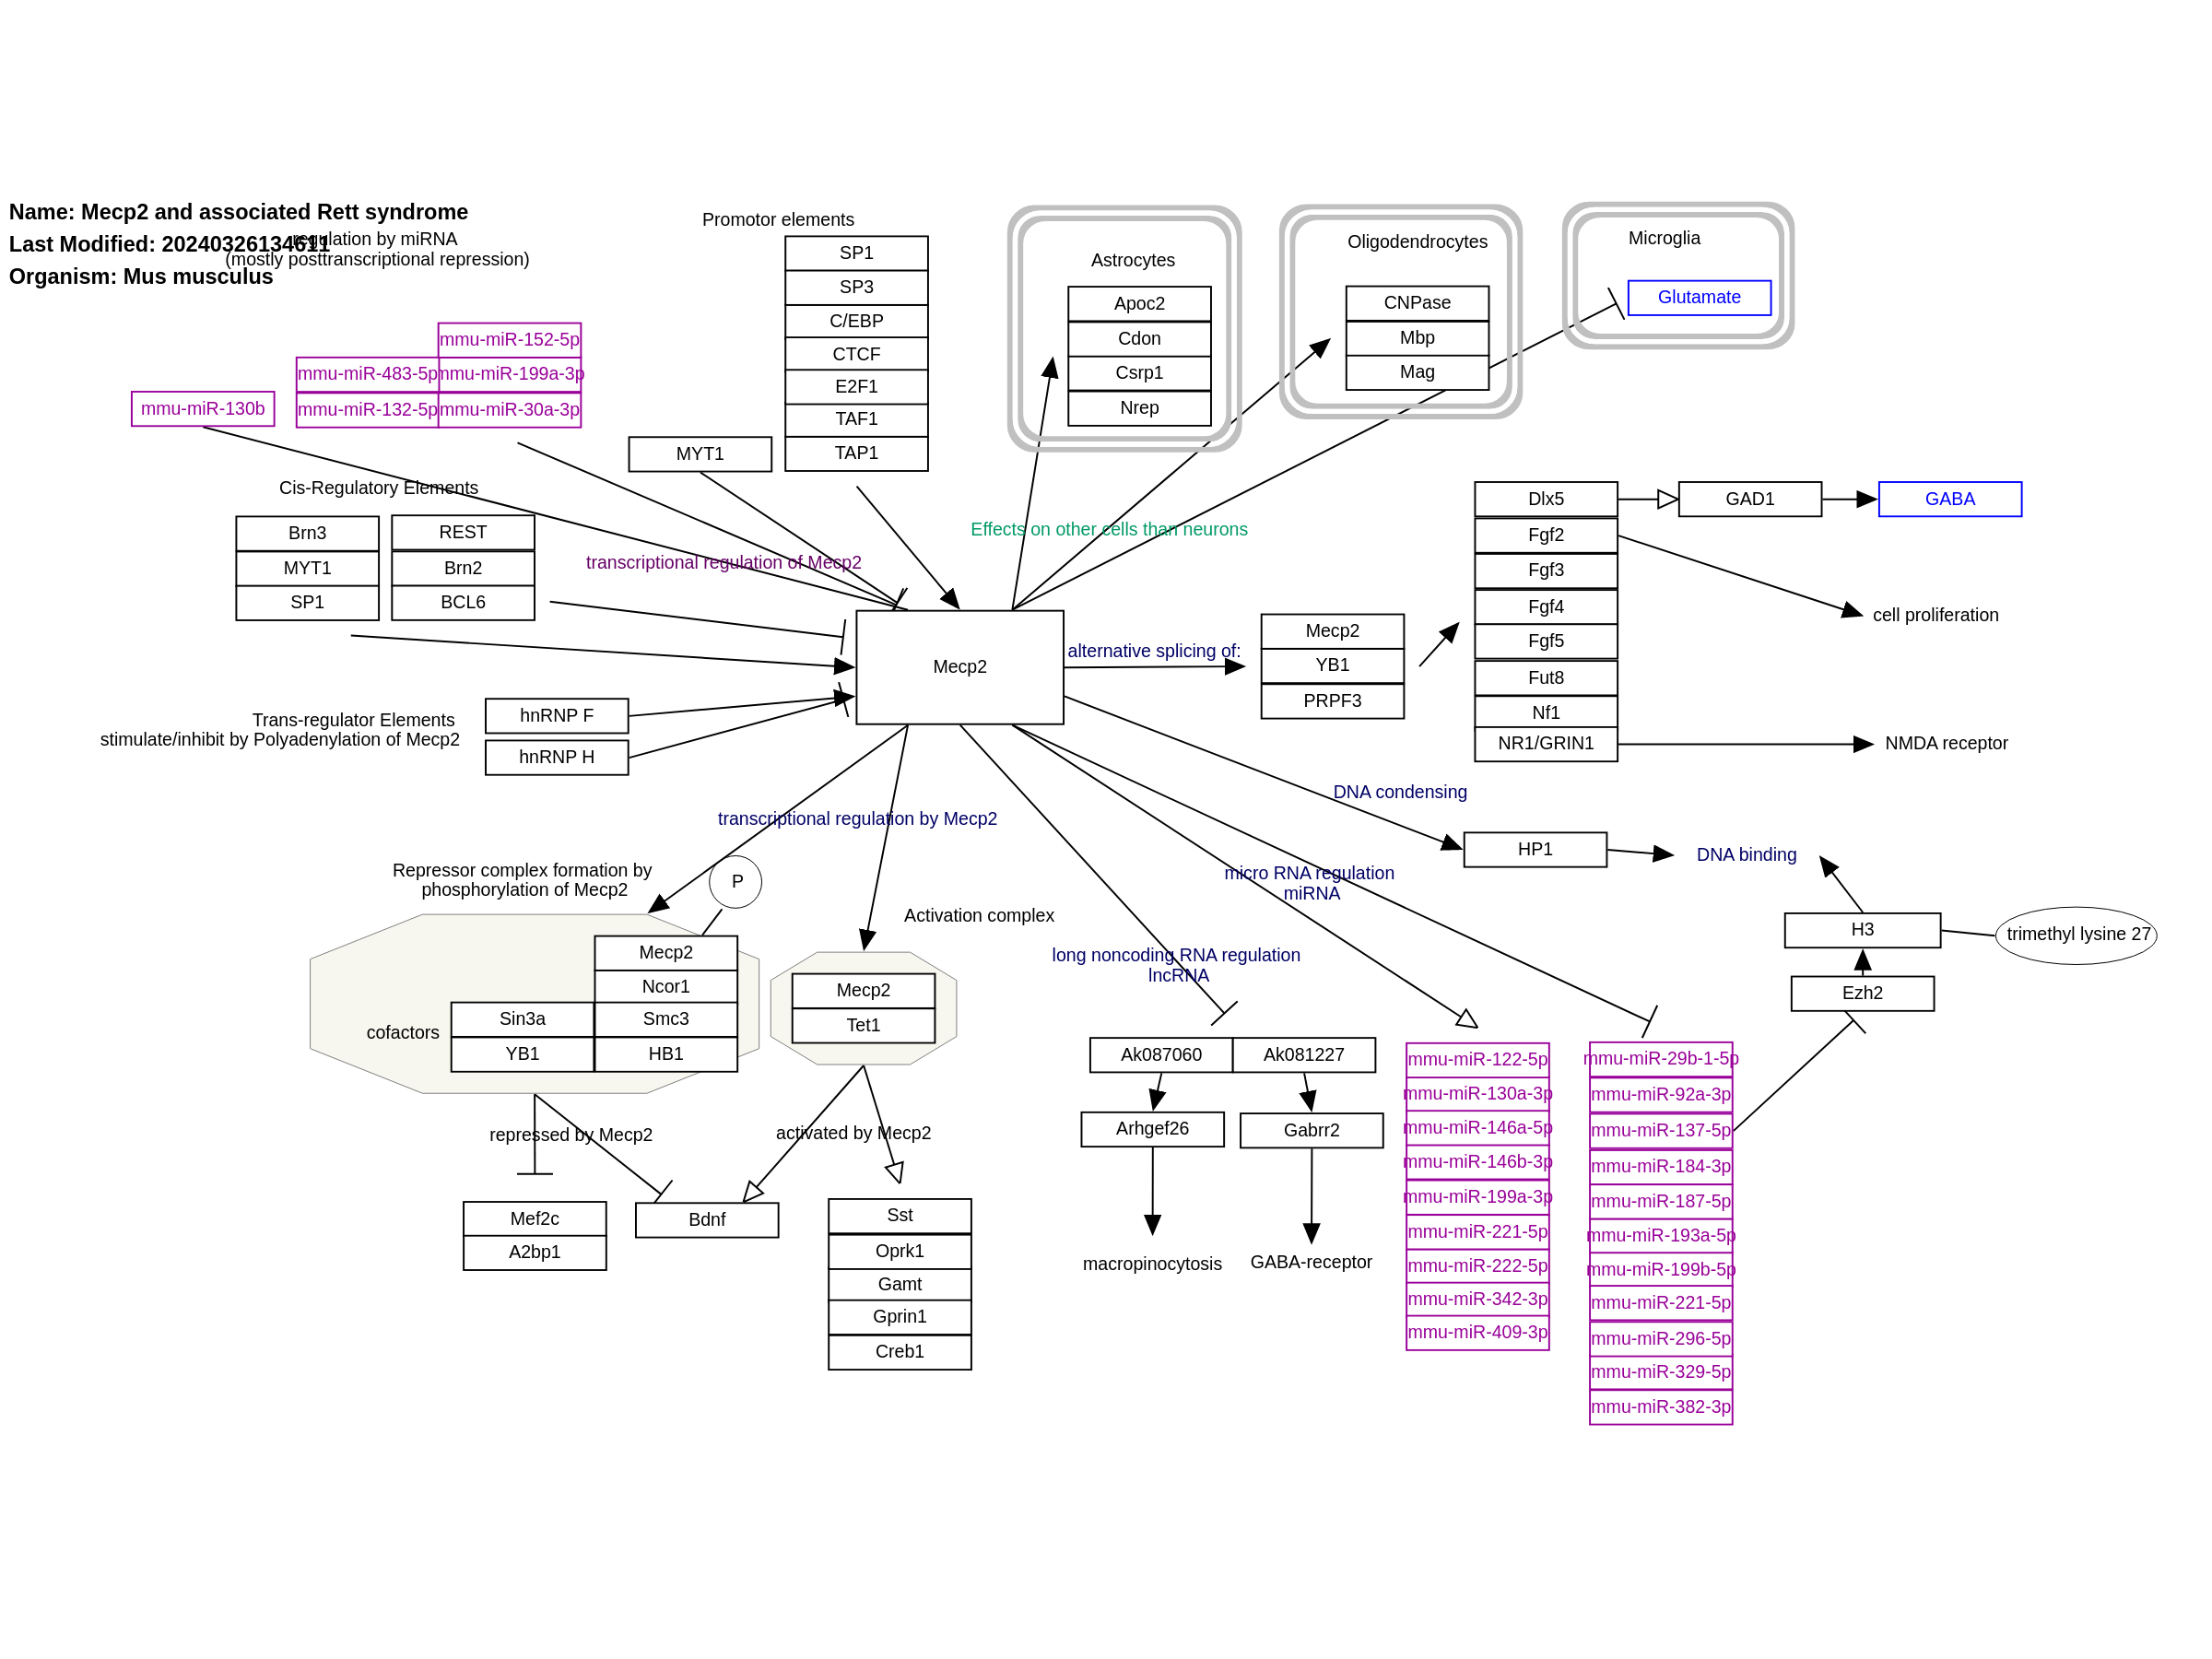 Name: Mecp2 and associated Rett syndrome
Last Modified: 20240326134611
Organism: Mus musculus
regulation by miRNA
(mostly posttranscriptional repression)
mmu-miR-152-5p
mmu-miR-483-5p
mmu-miR-199a-3p
mmu-miR-130b
mmu-miR-132-5p
mmu-miR-30a-3p
Promotor elements
SP1
SP3
C/EBP
CTCF
E2F1
TAF1
TAP1
MYT1
Astrocytes
Apoc2
Cdon
Csrp1
Nrep
Oligodendrocytes
CNPase
Mbp
Mag
Microglia
Glutamate
Cis-Regulatory Elements
Brn3
MYT1
SP1
REST
Brn2
BCL6
transcriptional regulation of Mecp2
Effects on other cells than neurons
Mecp2
alternative splicing of:
Mecp2
YB1
PRPF3
Dlx5
Fgf2
Fgf3
Fgf4
Fgf5
Fut8
Nf1
NR1/GRIN1
GAD1
GABA
cell proliferation
NMDA receptor
Trans-regulator Elements
stimulate/inhibit by Polyadenylation of Mecp2
hnRNP F
hnRNP H
DNA condensing
HP1
DNA binding
H3
trimethyl lysine 27
Ezh2
transcriptional regulation by Mecp2
Repressor complex formation by
phosphorylation of Mecp2
P
Mecp2
Ncor1
Sin3a
Smc3
cofactors
YB1
HB1
Activation complex
Mecp2
Tet1
repressed by Mecp2
activated by Mecp2
Mef2c
A2bp1
Bdnf
Sst
Oprk1
Gamt
Gprin1
Creb1
micro RNA regulation
miRNA
long noncoding RNA regulation
lncRNA
Ak087060
Ak081227
Arhgef26
Gabrr2
macropinocytosis
GABA-receptor
mmu-miR-122-5p
mmu-miR-130a-3p
mmu-miR-146a-5p
mmu-miR-146b-3p
mmu-miR-199a-3p
mmu-miR-221-5p
mmu-miR-222-5p
mmu-miR-342-3p
mmu-miR-409-3p
mmu-miR-29b-1-5p
mmu-miR-92a-3p
mmu-miR-137-5p
mmu-miR-184-3p
mmu-miR-187-5p
mmu-miR-193a-5p
mmu-miR-199b-5p
mmu-miR-221-5p
mmu-miR-296-5p
mmu-miR-329-5p
mmu-miR-382-3p